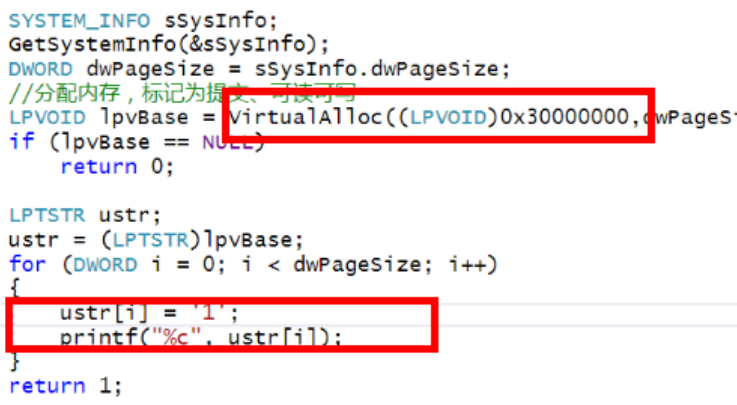 SYSTEM_INFO sSysInfo;
GetSystemInfo(&sSysInfo);
DWORD dwPageSize = sSysInfo.dwPageSize;
//分配内存，标记为提交、可读可写
LPVOID lpvBase = VirtualAlloc((LPVOID)0x30000000,dwPageSi
if (lpvBase == NULL)
    return 0;

LPTSTR ustr;
ustr = (LPTSTR)lpvBase;
for (DWORD i = 0; i < dwPageSize; i++)
{
    ustr[i] = '1';
    printf("%c", ustr[i]);
}
return 1;